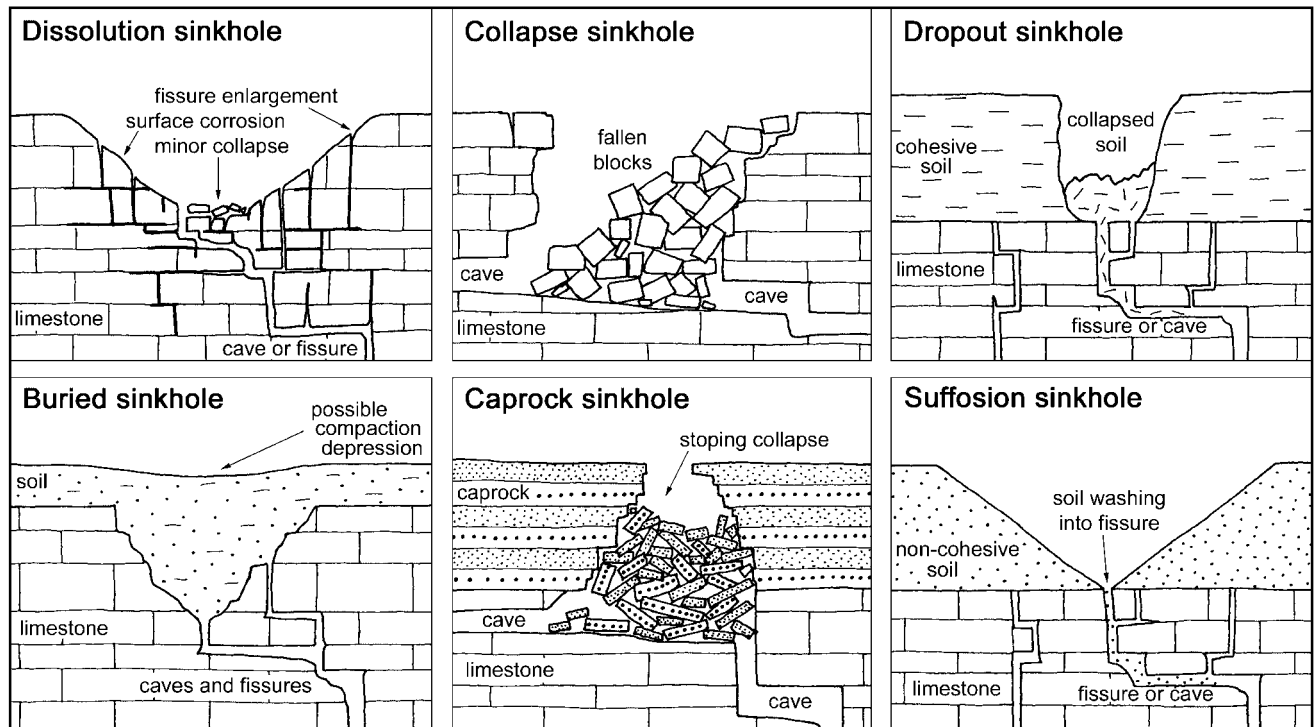 Dissolution sinkhole
fissure enlargement
surface corrosion
minor collapse
limestone
cave or fissure
Collapse sinkhole
fallen
blocks
cave
cave
limestone
Dropout sinkhole
collapsed
soil
cohesive
soil
limestone
fissure or cave
Buried sinkhole
possible
compaction
depression
soil
limestone
caves and fissures
Caprock sinkhole
stoping collapse
caprock
cave
limestone
cave
Suffosion sinkhole
soil washing
into fissure
non-cohesive
soil
limestone
fissure or cave